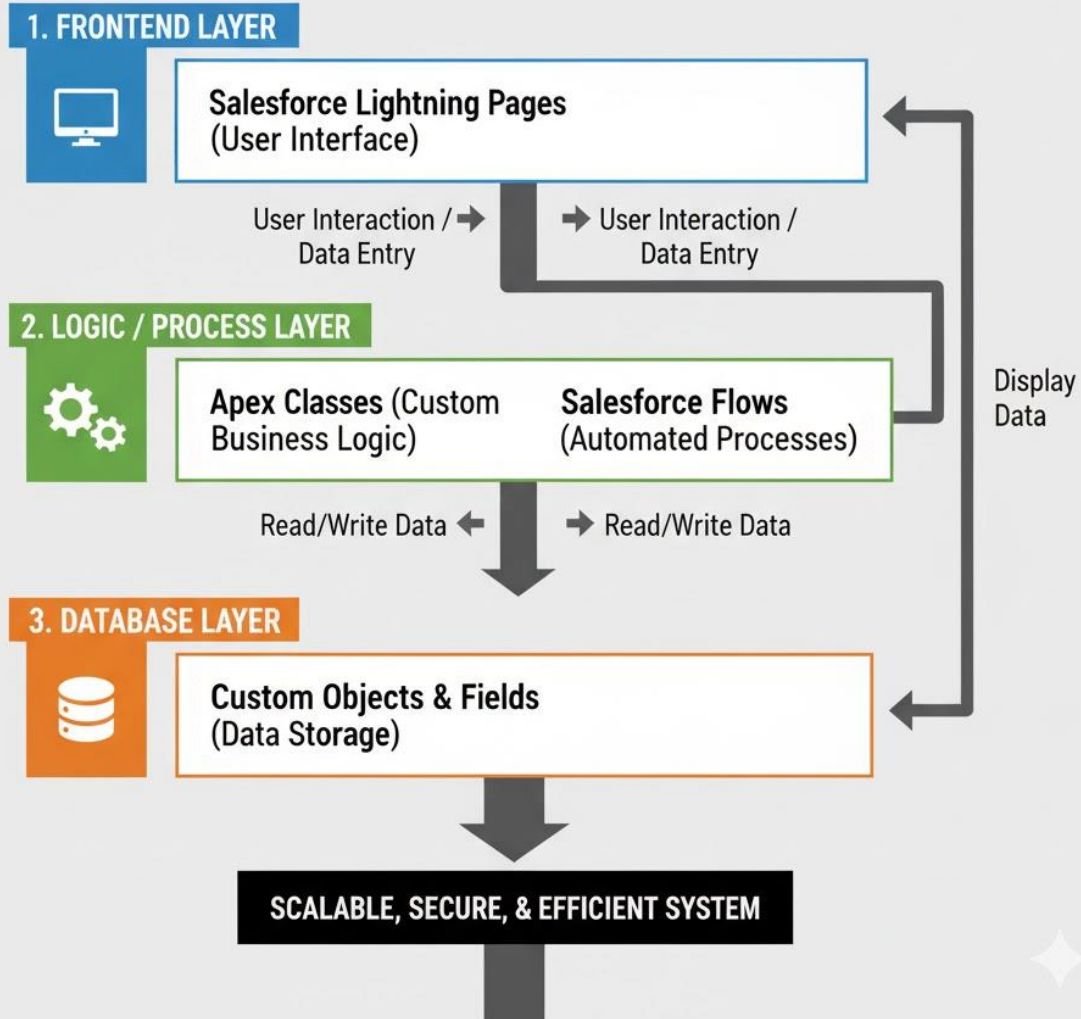 1. FRONTEND LAYER
Salesforce Lightning Pages
(User Interface)
User Interaction /
Data Entry
User Interaction /
Data Entry
2. LOGIC / PROCESS LAYER
Apex Classes (Custom
Business Logic)
Salesforce Flows
(Automated Processes)
Display
Data
Read/Write Data
Read/Write Data
3. DATABASE LAYER
Custom Objects & Fields
(Data Storage)
SCALABLE, SECURE, & EFFICIENT SYSTEM